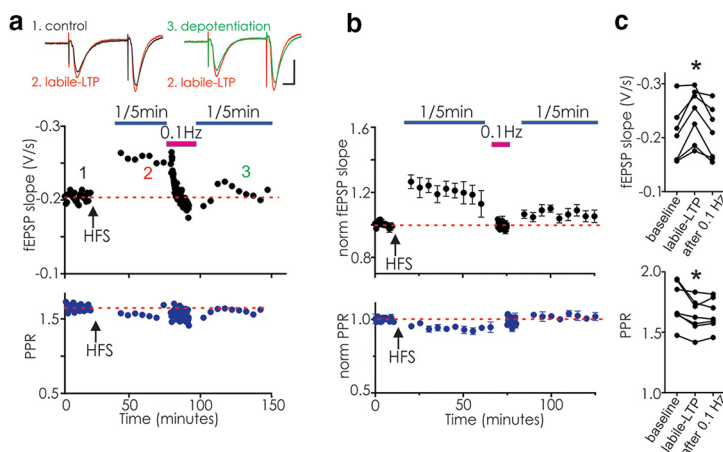 a
1. control
3. depotentiation
2. labile-LTP
2. labile-LTP
1/5min
1/5min
0.1Hz
-0.3
-0.2
-0.1
fEPSP slope (V/s)
1
2
3
HFS
1.5
0.5
PPR
HFS
0
50
100
150
Time (minutes)
b
1/5min
1/5min
0.1Hz
1.6
1.2
0.8
norm fEPSP slope
HFS
1.0
0.5
norm PPR
HFS
0
50
100
Time (minutes)
c
*
-0.3
-0.2
-0.1
fEPSP slope (V/s)
baseline
labile-LTP
after 0.1 Hz
*
2.0
1.5
1.0
PPR
baseline
labile-LTP
after 0.1 Hz